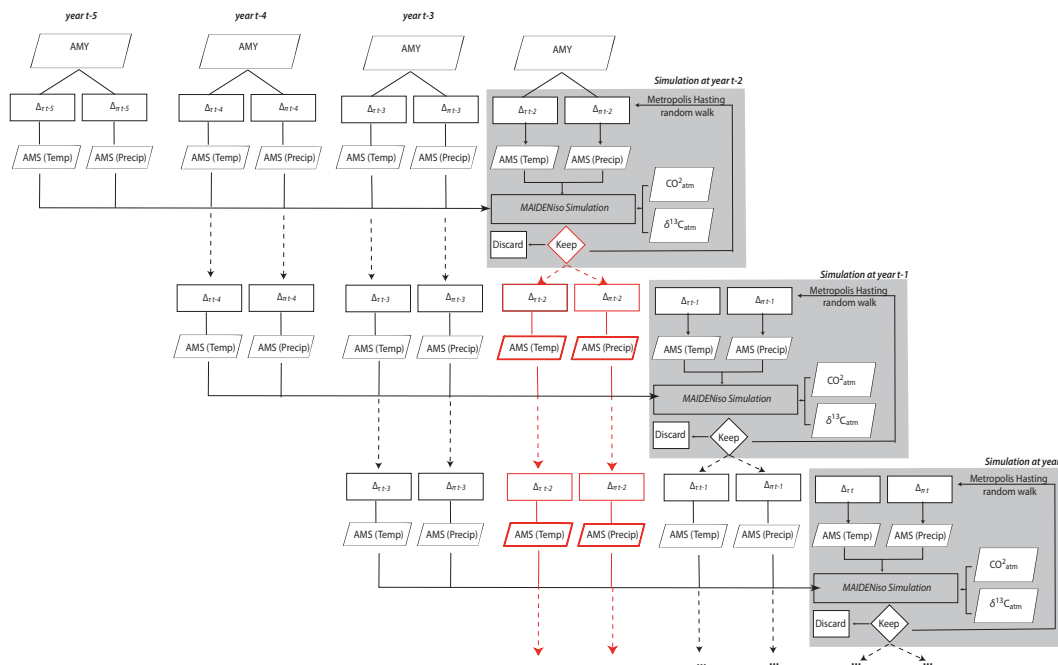 year t-5
year t-4
year t-3
AMY
AMY
AMY
AMY
Simulation at year t-2
Δτ t-5
Δπ t-5
Δτ t-4
Δπ t-4
Δτ t-3
Δπ t-3
Δτ t-2
Δπ t-2
Metropolis Hasting
random walk
AMS (Temp)
AMS (Precip)
AMS (Temp)
AMS (Precip)
AMS (Temp)
AMS (Precip)
AMS (Temp)
AMS (Precip)
CO²atm
MAIDENiso Simulation
δ¹³Catm
Discard
Keep
Simulation at year t-1
Δτ t-4
Δπ t-4
Δτ t-3
Δπ t-3
Δτ t-2
Δπ t-2
Δτ t-1
Δπ t-1
Metropolis Hasting
random walk
AMS (Temp)
AMS (Precip)
AMS (Temp)
AMS (Precip)
AMS (Temp)
AMS (Precip)
AMS (Temp)
AMS (Precip)
CO²atm
MAIDENiso Simulation
δ¹³Catm
Discard
Keep
Simulation at year
Δτ t-3
Δπ t-3
Δτ t-2
Δπ t-2
Δτ t-1
Δπ t-1
Δτ t
Δπ t
Metropolis Hasting
random walk
AMS (Temp)
AMS (Precip)
AMS (Temp)
AMS (Precip)
AMS (Temp)
AMS (Precip)
AMS (Temp)
AMS (Precip)
CO²atm
MAIDENiso Simulation
δ¹³Catm
Discard
Keep
...
...
...
...